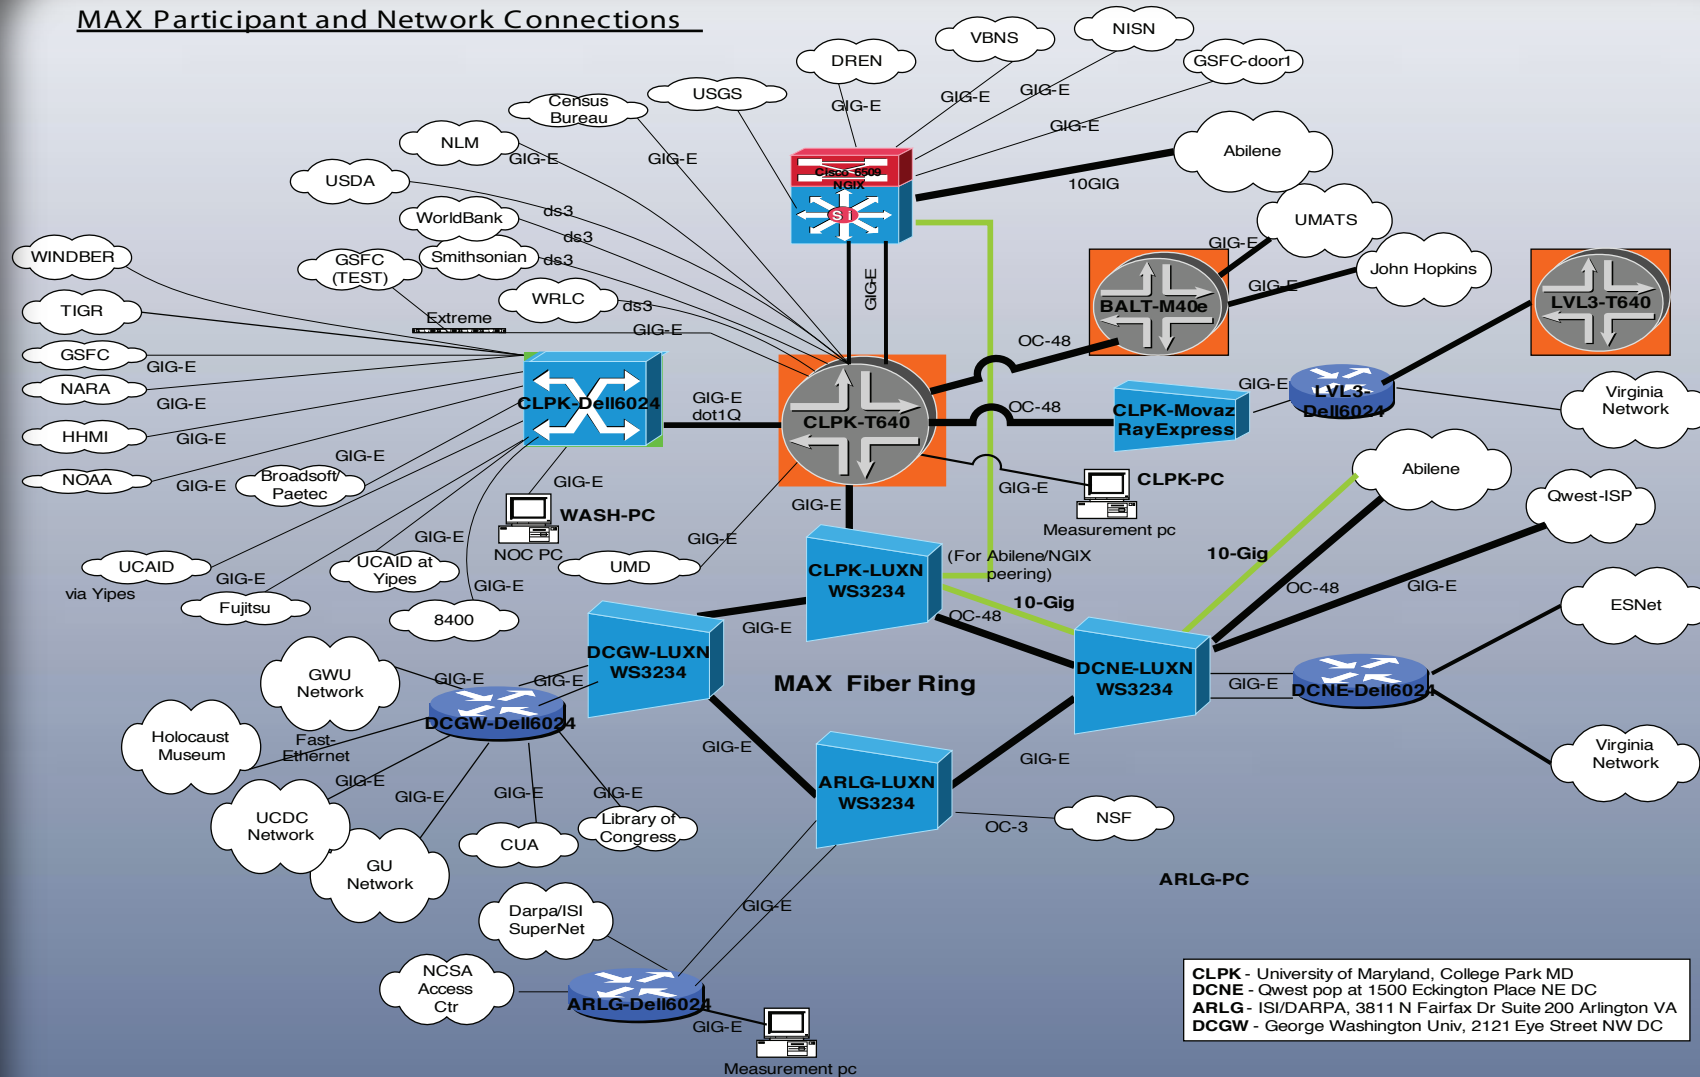 MAX Participant and Network Connections
DREN
VBNS
NISN
GSFC-door1
USGS
Census
Bureau
NLM
USDA
WorldBank
Smithsonian
GSFC
(TEST)
WRLC
WINDBER
TIGR
GSFC
NARA
HHMI
NOAA
Broadsoft/
Paetec
Extreme
GIG-E
GIG-E
GIG-E
GIG-E
GIG-E
GIG-E
ds3
ds3
ds3
ds3
GIG-E
Cisco 6509
NGIX
Si
10GIG
Abilene
UMATS
GIG-E
John Hopkins
GIG-E
BALT-M40e
LVL3-T640
GIG-E
OC-48
CLPK-Dell6024
GIG-E
dot1Q
CLPK-T640
OC-48
CLPK-Movaz
RayExpress
GIG-E
LVL3-
Dell6024
Virginia
Network
GIG-E
GIG-E
GIG-E
GIG-E
GIG-E
GIG-E
WASH-PC
NOC PC
GIG-E
GIG-E
CLPK-PC
Measurement pc
Abilene
Qwest-ISP
UCAID
via Yipes
GIG-E
Fujitsu
GIG-E
UCAID at
Yipes
GIG-E
8400
GIG-E
UMD
CLPK-LUXN
WS3234
(For Abilene/NGIX
peering)
10-Gig
10-Gig
OC-48
OC-48
GIG-E
ESNet
GIG-E
DCGW-LUXN
WS3234
MAX Fiber Ring
DCNE-LUXN
WS3234
GIG-E
DCNE-Dell6024
GWU
Network
GIG-E
GIG-E
DCGW-Dell6024
Holocaust
Museum
Fast-
Ethernet
GIG-E
GIG-E
GIG-E
GIG-E
GIG-E
GIG-E
Virginia
Network
UCDC
Network
GU
Network
CUA
Library of
Congress
ARLG-LUXN
WS3234
OC-3
NSF
ARLG-PC
GIG-E
Darpa/ISI
SuperNet
NCSA
Access
Ctr
ARLG-Dell6024
GIG-E
Measurement pc
CLPK - University of Maryland, College Park MD
DCNE - Qwest pop at 1500 Eckington Place NE DC
ARLG - ISI/DARPA, 3811 N Fairfax Dr Suite 200 Arlington VA
DCGW - George Washington Univ, 2121 Eye Street NW DC